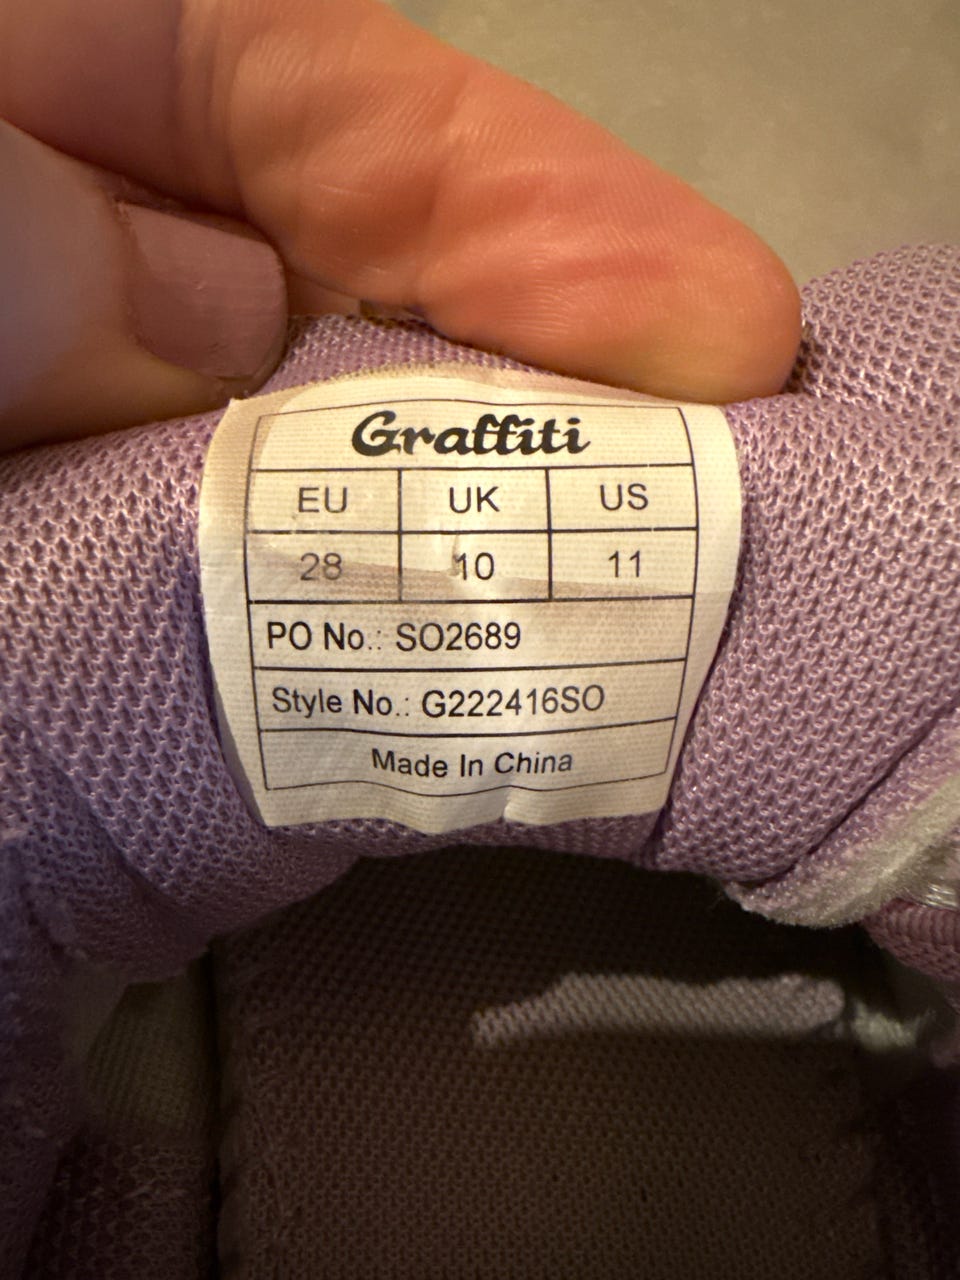 Graffiti
EU UK US
28 10 11
PO No.: SO2689
Style No.: G222416SO
Made In China